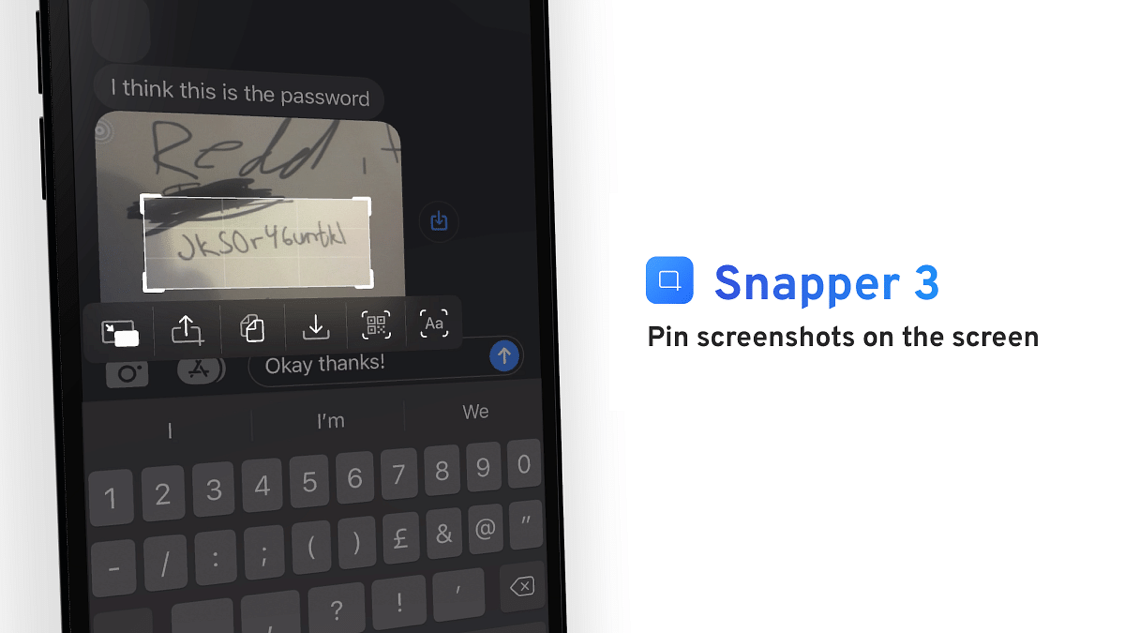 I think this is the password
Reddit
Aa
Okay thanks!
I I'm We
1 2 3 4 5 6 7 8 9 0
- / : ; ( ) £ & @ "
, ? ! '
Snapper 3
Pin screenshots on the screen